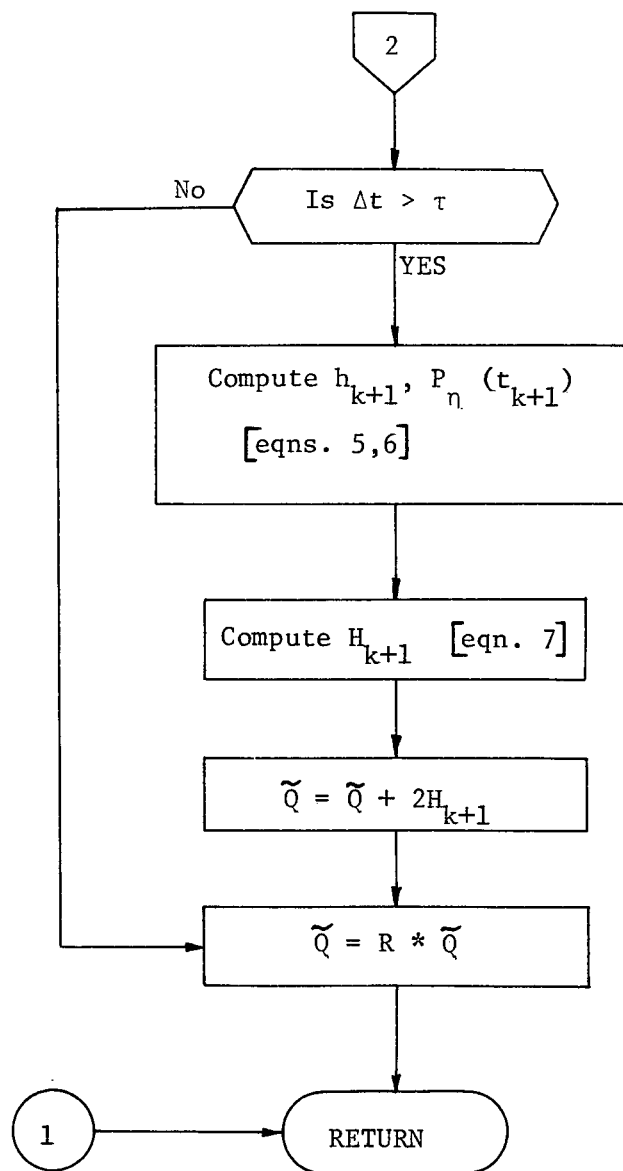 2
No
Is Δt > τ
YES
Compute h_{k+1}, P_η (t_{k+1})
[eqns. 5,6]
Compute H_{k+1} [eqn. 7]
Q̃ = Q̃ + 2H_{k+1}
Q̃ = R * Q̃
1
RETURN